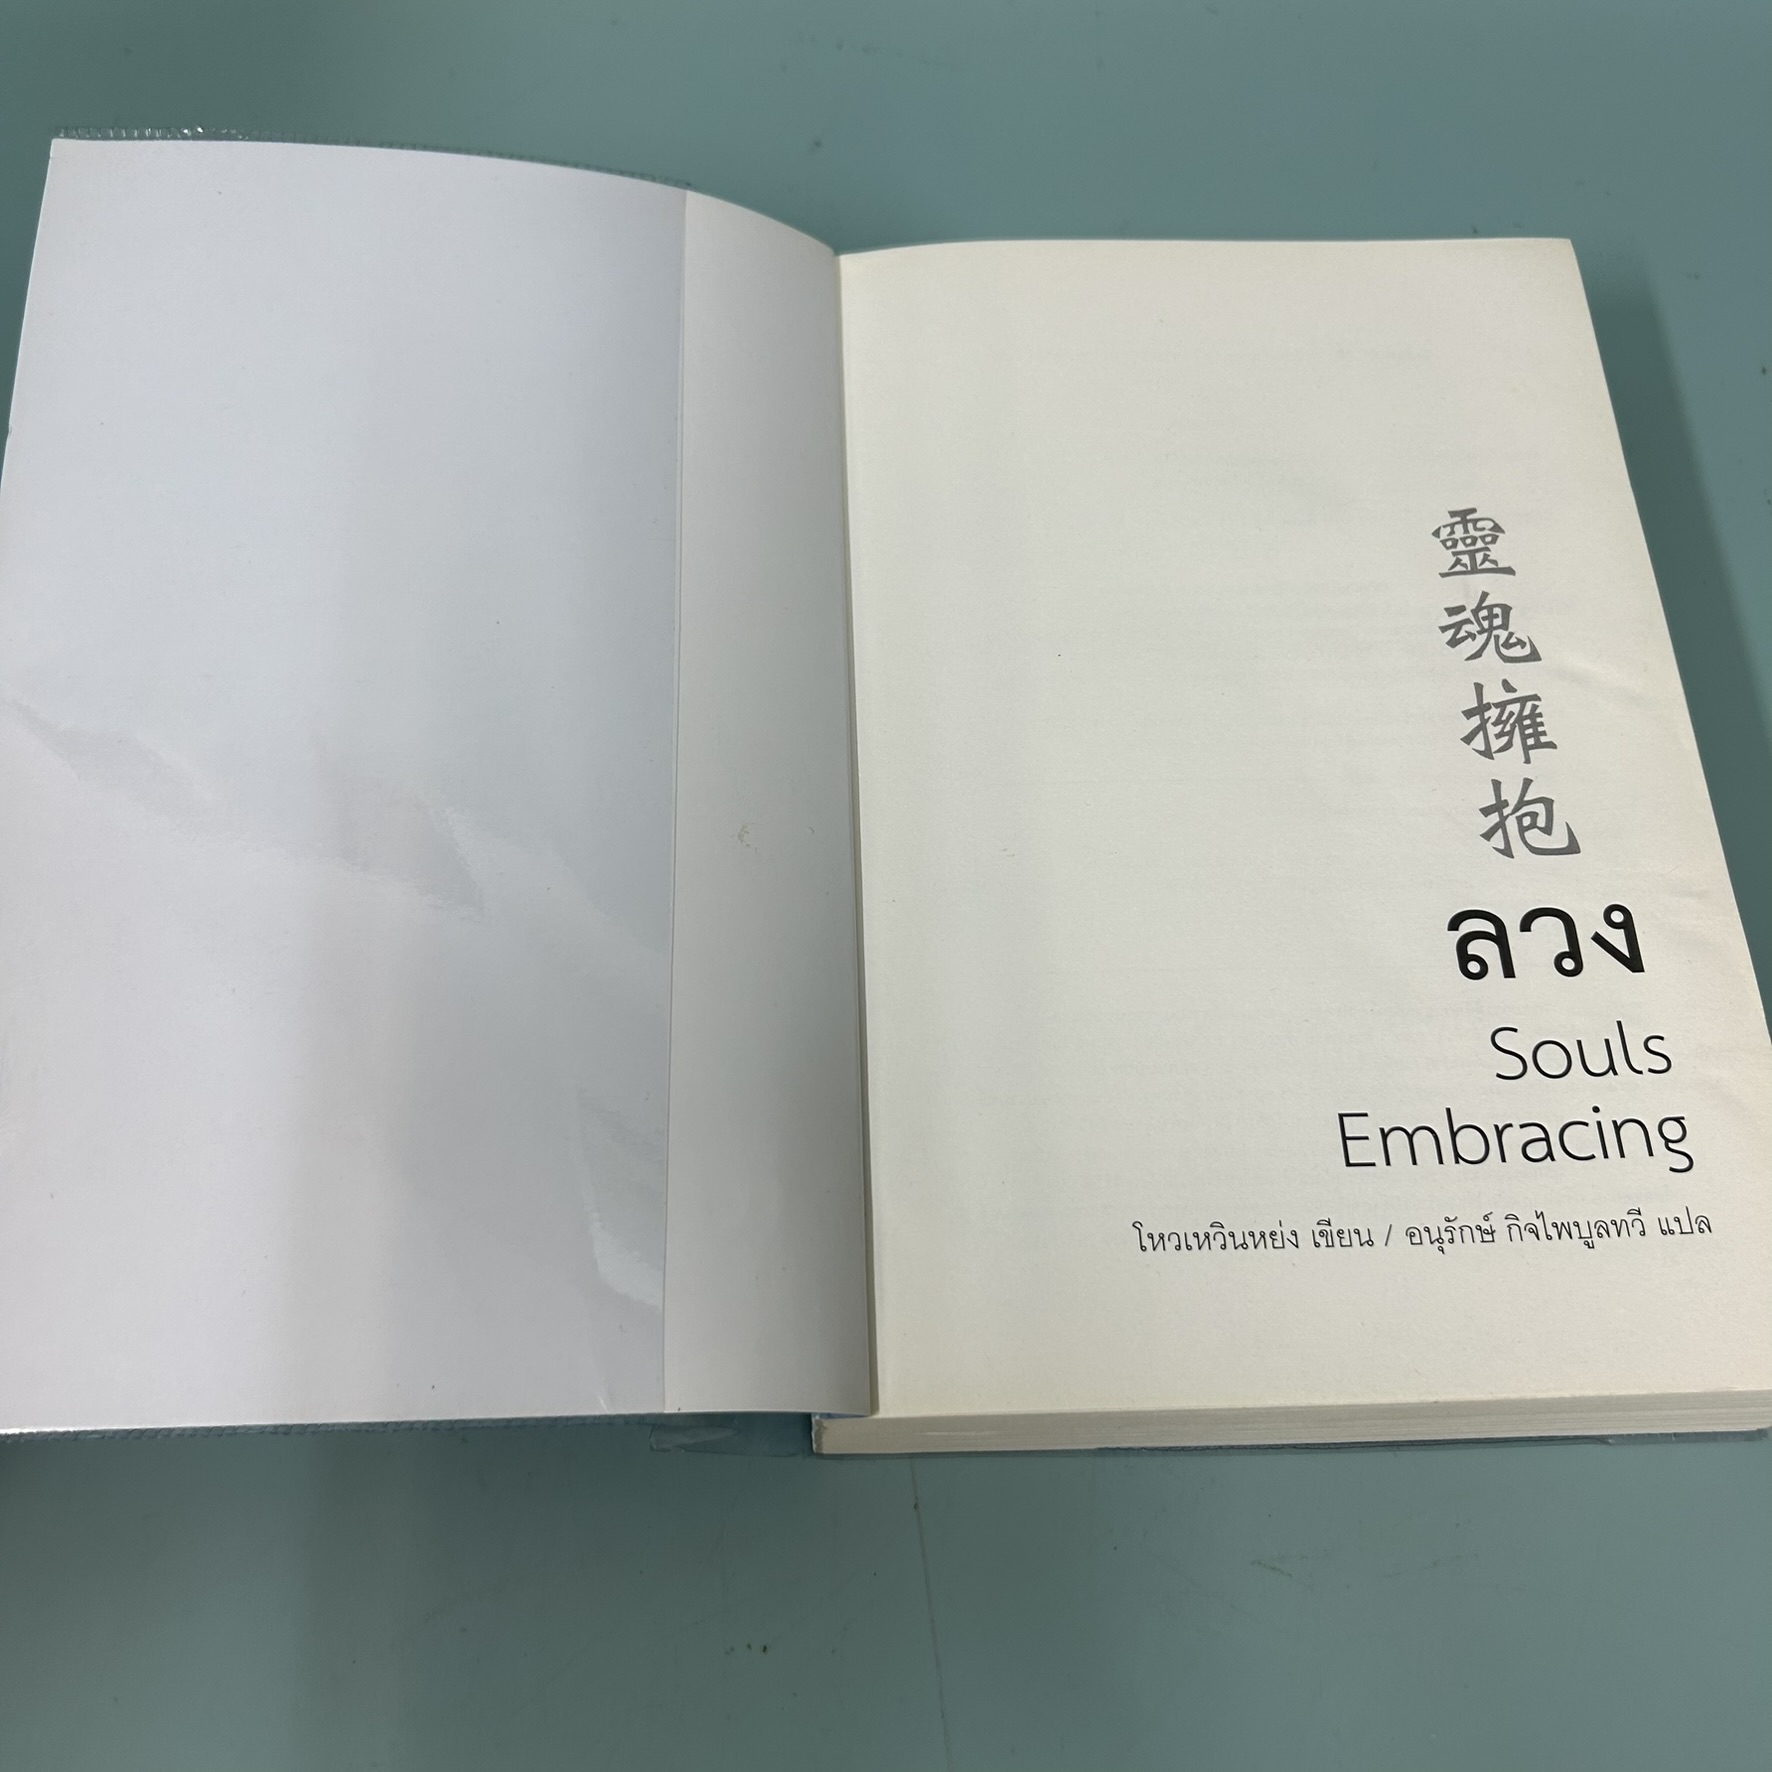 靈魂擁抱
ลวง
Souls
Embracing
โหวเหวินหย่ง เขียน / อนุรักษ์ กิจไพบูลทวี แปล